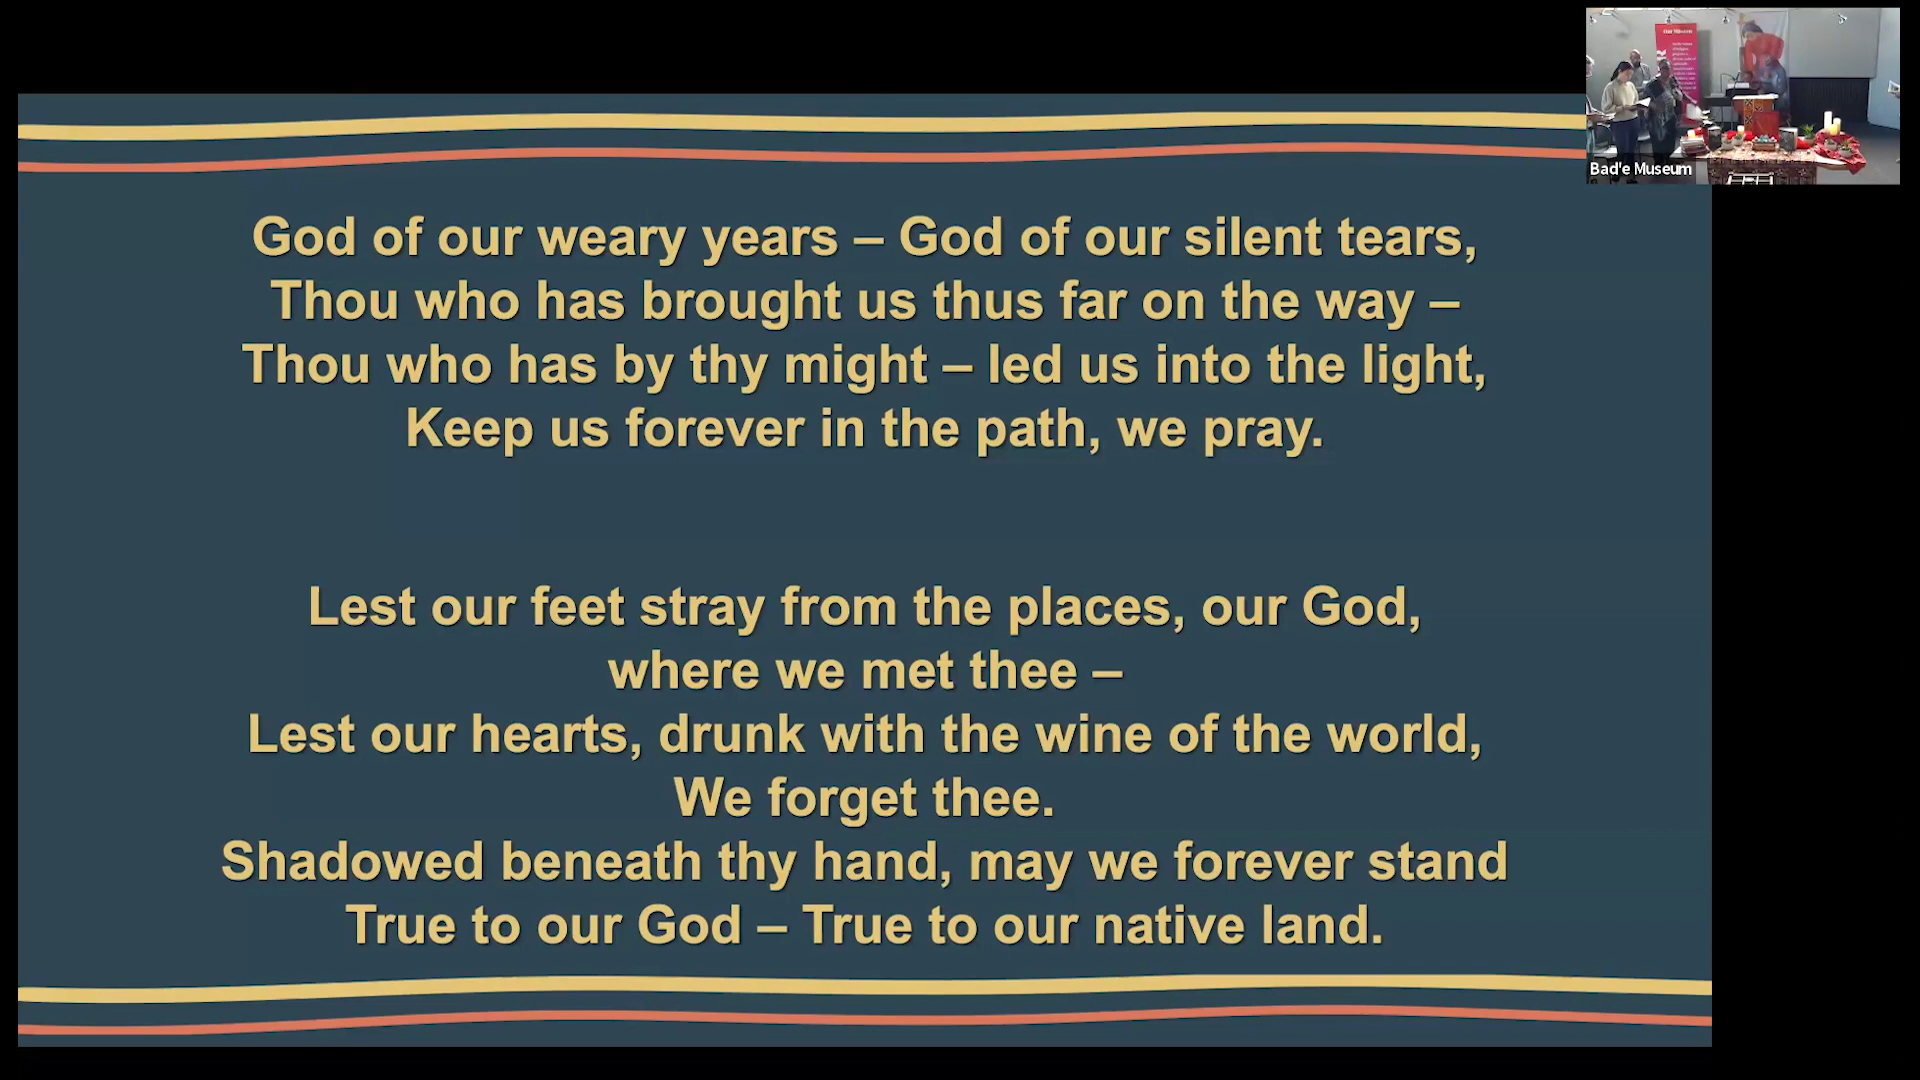 God of our weary years – God of our silent tears,
Thou who has brought us thus far on the way –
Thou who has by thy might – led us into the light,
Keep us forever in the path, we pray.
Lest our feet stray from the places, our God,
where we met thee –
Lest our hearts, drunk with the wine of the world,
We forget thee.
Shadowed beneath thy hand, may we forever stand
True to our God – True to our native land.
Our Mission
Bad'e Museum